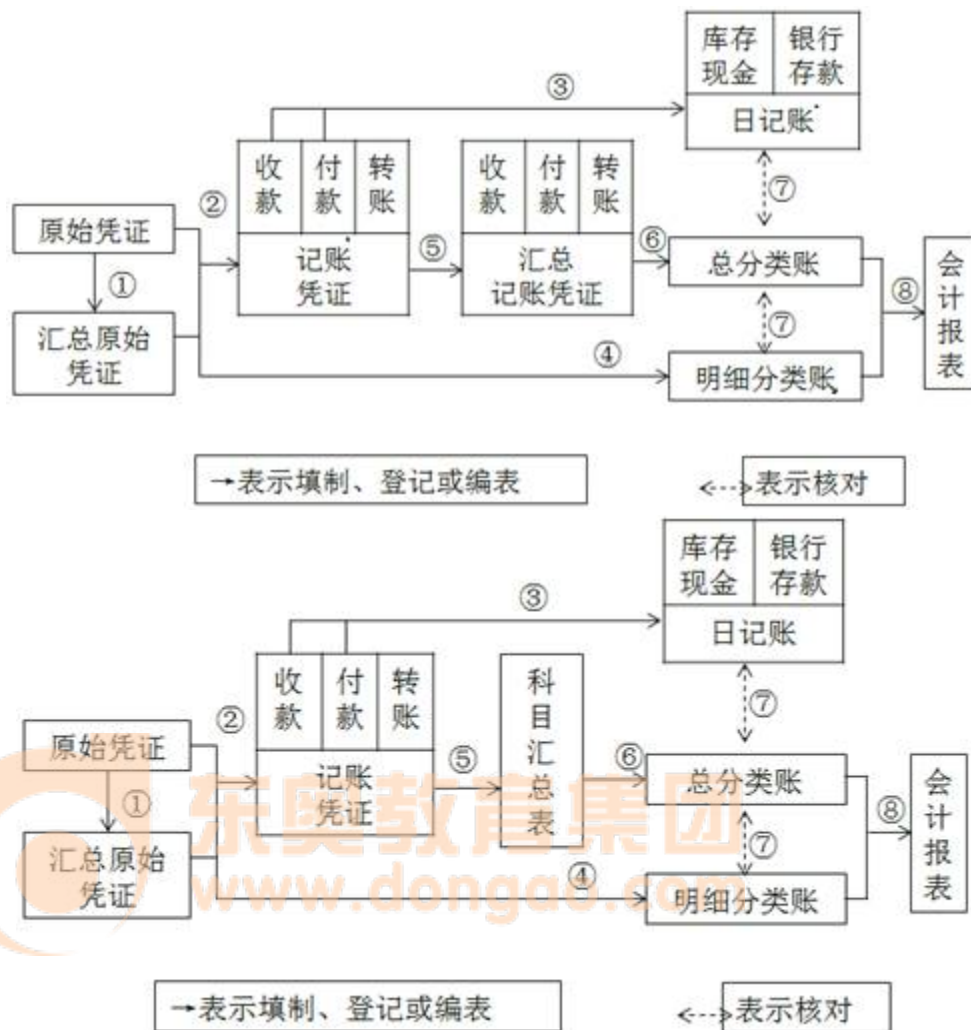 库存 银行
现金 存款
③
日记账
收 付 转 收 付 转
款 款 账 款 款 账
⑦
②
原始凭证
记账
凭证
⑤
汇总
记账凭证
⑥
总分类账
会计报表
①
⑧
⑦
汇总原始
凭证
④
明细分类账
→表示填制、登记或编表 表示核对
库存 银行
现金 存款
③
日记账
收 付 转
款 款 账
科目汇总表
⑦
②
原始凭证
记账
凭证
⑤
⑥
总分类账
会计报表
①
⑧
东奥教育集团
⑦
汇总原始
凭证
④
www.dongao.com
明细分类账
→表示填制、登记或编表 表示核对